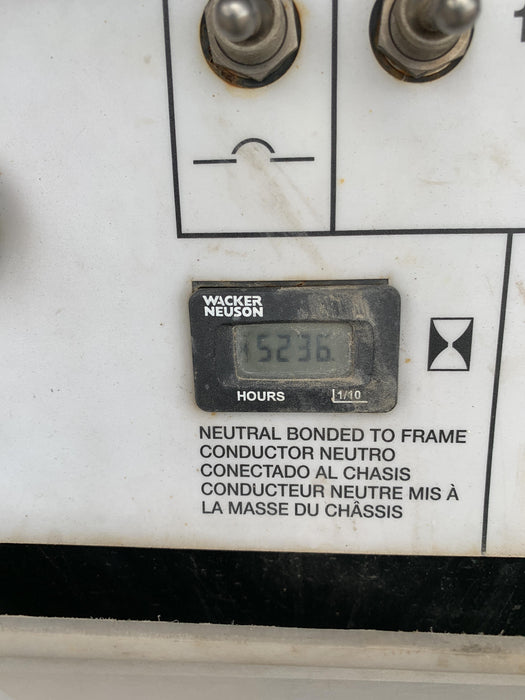 WACKER
NEUSON
5236
HOURS
1/10
NEUTRAL BONDED TO FRAME
CONDUCTOR NEUTRO
CONECTADO AL CHASIS
CONDUCTEUR NEUTRE MIS À
LA MASSE DU CHÂSSIS